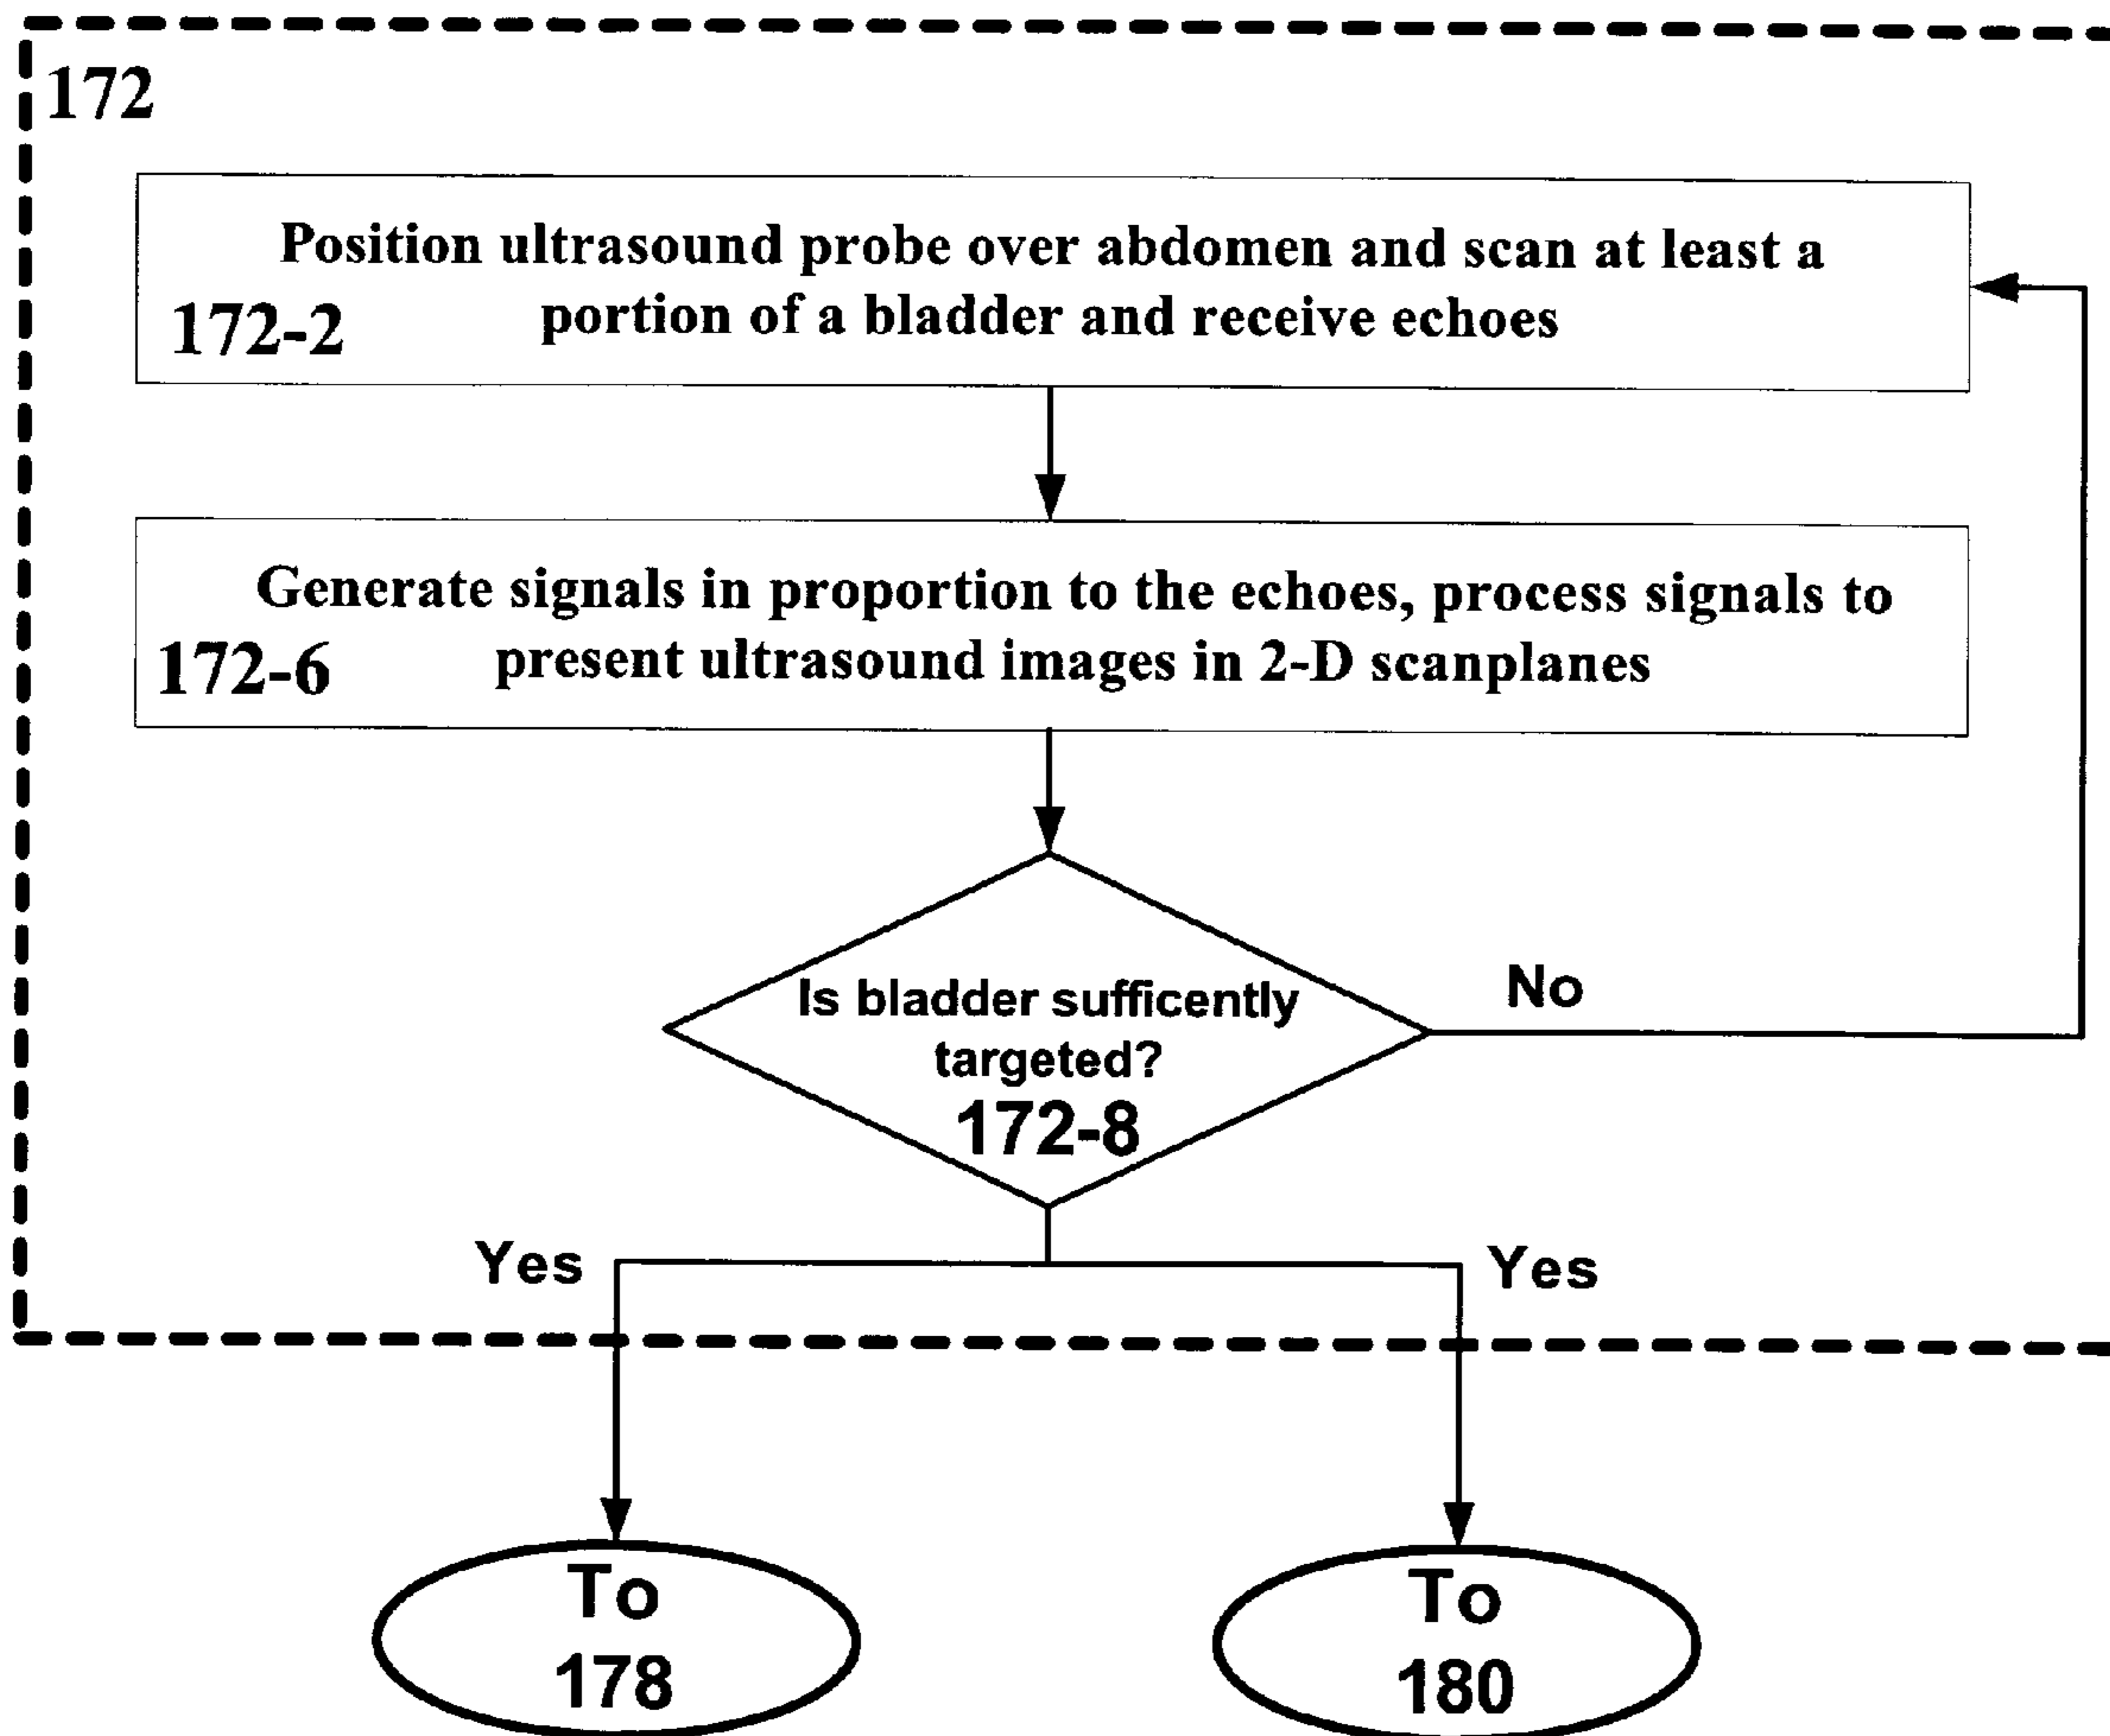 172
Position ultrasound probe over abdomen and scan at least a
172-2 portion of a bladder and receive echoes
Generate signals in proportion to the echoes, process signals to
172-6 present ultrasound images in 2-D scanplanes
Is bladder sufficently
targeted?
172-8
No
Yes
Yes
To
178
To
180